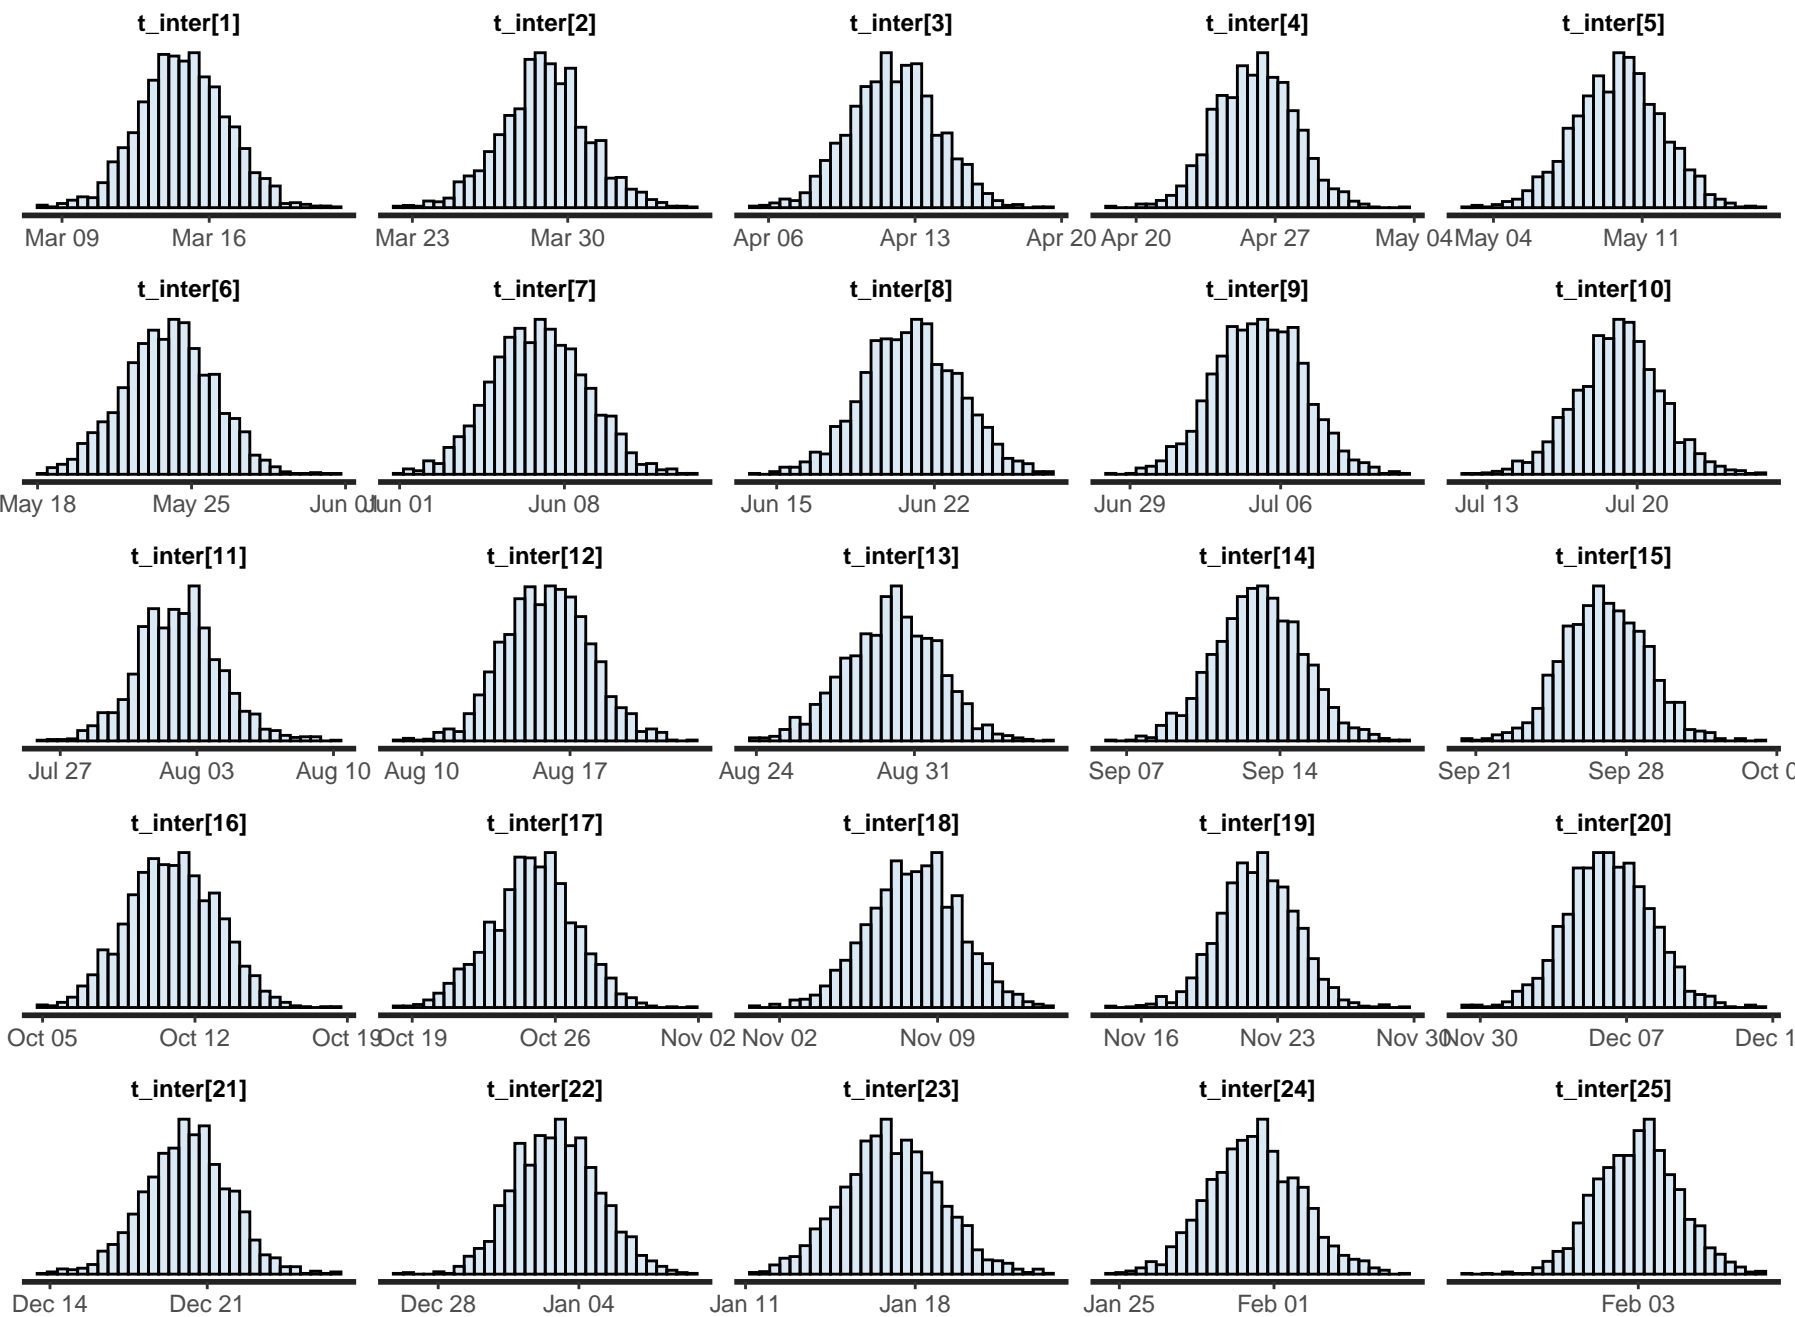 t_inter[1] t_inter[2] t_inter[3] t_inter[4] t_inter[5]
Mar 09 Mar 16 Mar 23 Mar 30 Apr 06 Apr 13 Apr 20 Apr 20 Apr 27 May 04 May 04 May 11
t_inter[6] t_inter[7] t_inter[8] t_inter[9] t_inter[10]
May 18 May 25 Jun 01 Jun 01 Jun 08 Jun 15 Jun 22 Jun 29 Jul 06 Jul 13 Jul 20
t_inter[11] t_inter[12] t_inter[13] t_inter[14] t_inter[15]
Jul 27 Aug 03 Aug 10 Aug 10 Aug 17 Aug 24 Aug 31 Sep 07 Sep 14 Sep 21 Sep 28 Oct 0
t_inter[16] t_inter[17] t_inter[18] t_inter[19] t_inter[20]
Oct 05 Oct 12 Oct 19 Oct 19 Oct 26 Nov 02 Nov 02 Nov 09 Nov 16 Nov 23 Nov 30 Nov 30 Dec 07 Dec 1
t_inter[21] t_inter[22] t_inter[23] t_inter[24] t_inter[25]
Dec 14 Dec 21 Dec 28 Jan 04 Jan 11 Jan 18 Jan 25 Feb 01 Feb 03